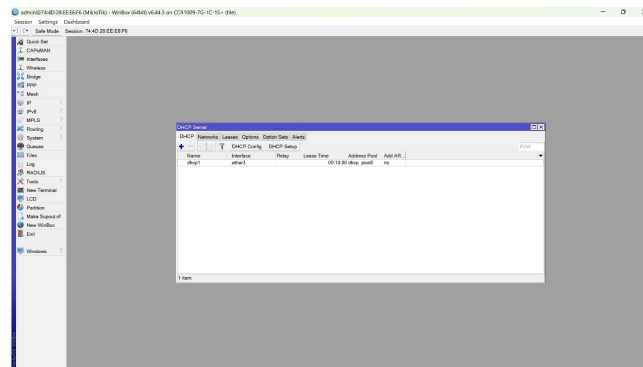 admin@74:4D:28:EE:E6:F6 (MikroTik) - WinBox (64bit) v6.44.3 on CCR1009-7G-1C-1S+ (tile)
Session Settings Dashboard
Safe Mode Session: 74:4D:28:EE:E6:F6
Quick Set
CAPsMAN
Interfaces
Wireless
Bridge
PPP
Mesh
IP
IPv6
MPLS
Routing
System
Queues
Files
Log
RADIUS
Tools
New Terminal
LCD
Partition
Make Supout.rif
New WinBox
Exit
Windows
DHCP Server
DHCP Networks Leases Options Option Sets Alerts
DHCP Config DHCP Setup Find
Name Interface Relay Lease Time Address Pool Add AR...
dhcp1 ether3 00:10:00 dhcp_pool0 no
1 item